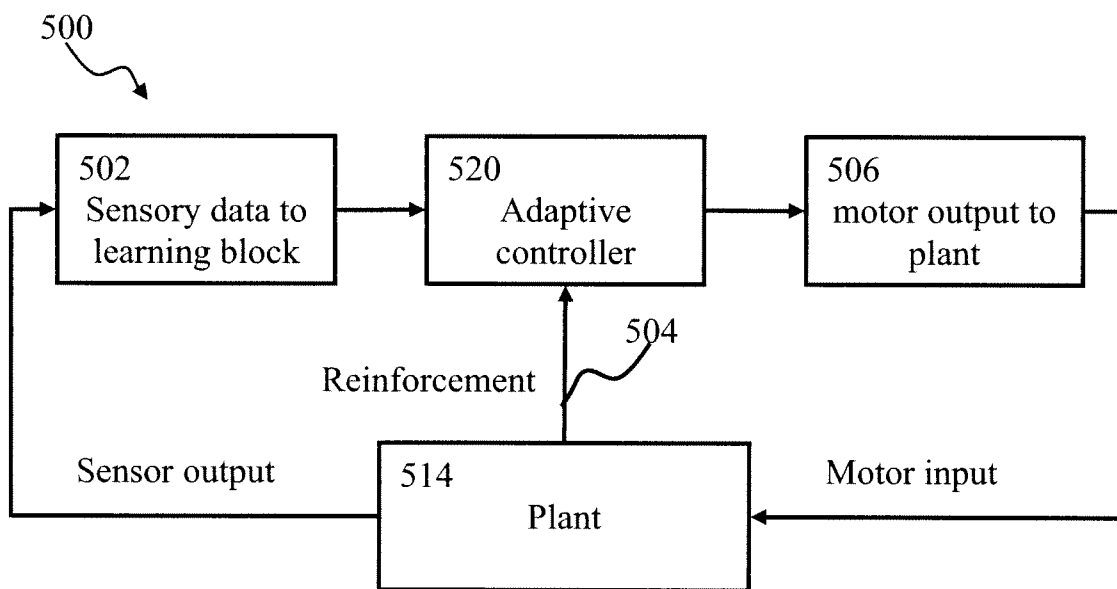 500
502
Sensory data to
learning block
520
Adaptive
controller
506
motor output to
plant
504
Reinforcement
Sensor output
514
Plant
Motor input